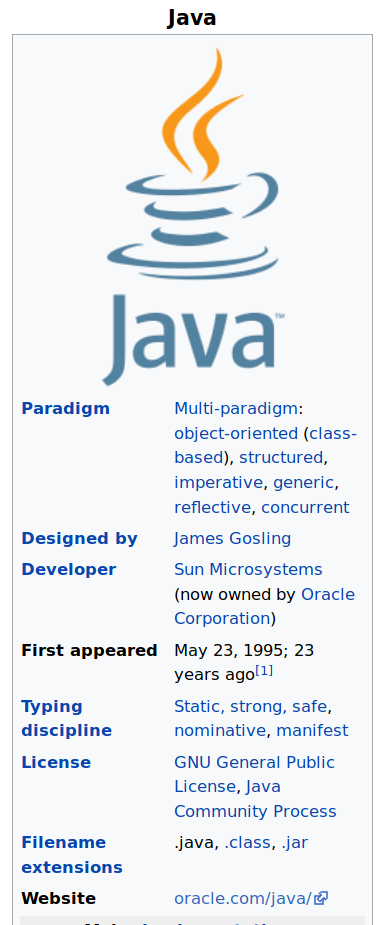 Java
Java™
Paradigm
Multi-paradigm:
object-oriented (class-
based), structured,
imperative, generic,
reflective, concurrent
Designed by
James Gosling
Developer
Sun Microsystems
(now owned by Oracle
Corporation)
First appeared
May 23, 1995; 23
years ago[1]
Typing
discipline
Static, strong, safe,
nominative, manifest
License
GNU General Public
License, Java
Community Process
Filename
extensions
.java, .class, .jar
Website
oracle.com/java/